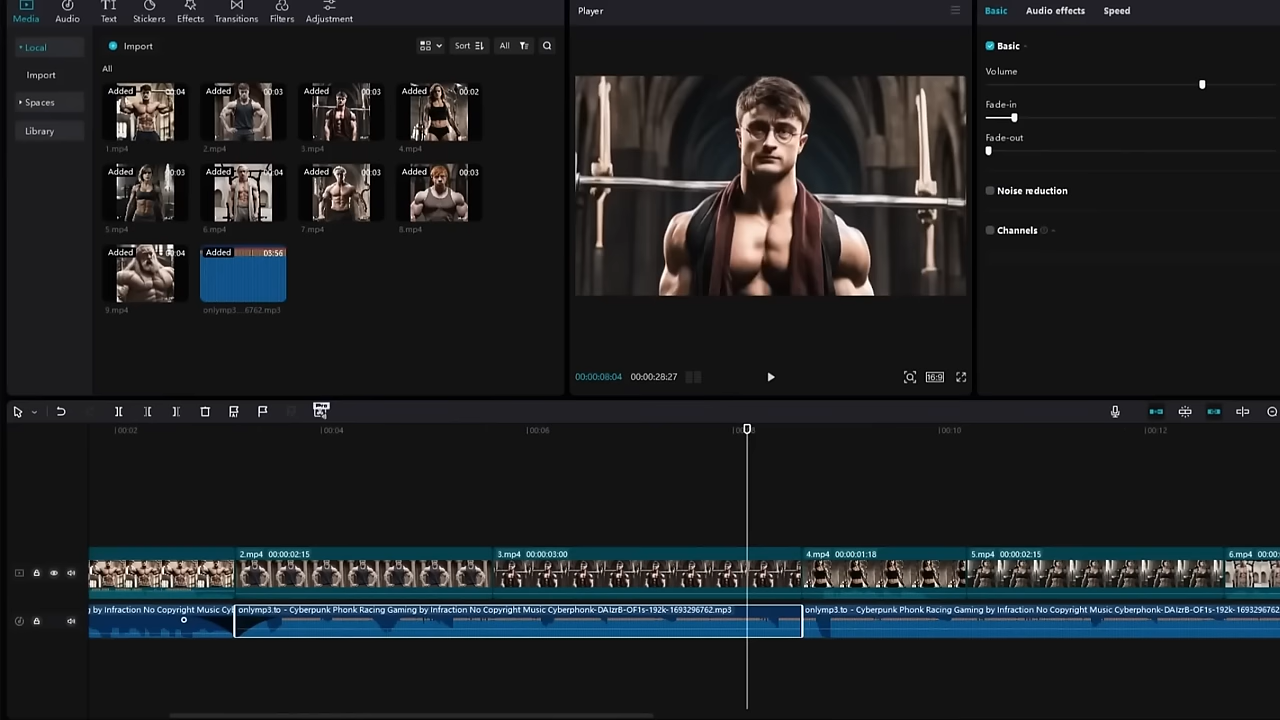 Media Audio Text Stickers Effects Transitions Filters Adjustment
Local
Import
Spaces
Library
Import
Sort
All
All
Added 00:04
1.mp4
Added 00:03
2.mp4
Added 00:03
3.mp4
Added 00:02
4.mp4
Added 00:03
5.mp4
Added 00:04
6.mp4
Added 00:03
7.mp4
Added 00:03
8.mp4
Added 00:04
9.mp4
Added 03:56
onlymp3....6762.mp3
Player
00:00:08:04 00:00:28:27
16:9
Basic Audio effects Speed
Basic
Volume
Fade-in
Fade-out
Noise reduction
Channels
Pro
00:02 00:04 00:06 00:10 00:12
2.mp4 00:00:02:15
3.mp4 00:00:03:00
4.mp4 00:00:01:18
5.mp4 00:00:02:15
6.mp4 00:00:
g by Infraction No Copyright Music Cyl
onlymp3.to - Cyberpunk Phonk Racing Gaming by Infraction No Copyright Music Cyberphonk-DAIzrB-OF1s-192k-1693296762.mp3
onlymp3.to - Cyberpunk Phonk Racing Gaming by Infraction No Copyright Music Cyberphonk-DAIzrB-OF1s-192k-1693296762